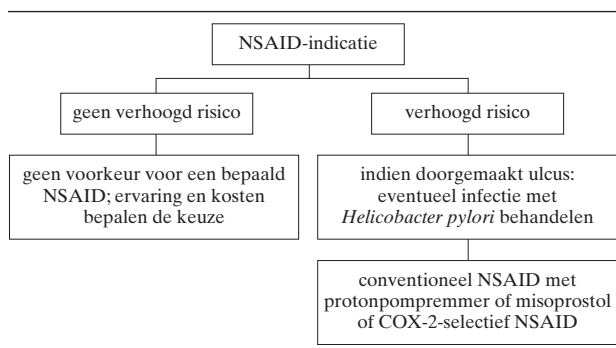 NSAID-indicatie
geen verhoogd risico
verhoogd risico
geen voorkeur voor een bepaald
NSAID; ervaring en kosten
bepalen de keuze
indien doorgemaakt ulcus:
eventueel infectie met
Helicobacter pylori behandelen
conventioneel NSAID met
protonpompremmer of misoprostol
of COX-2-selectief NSAID